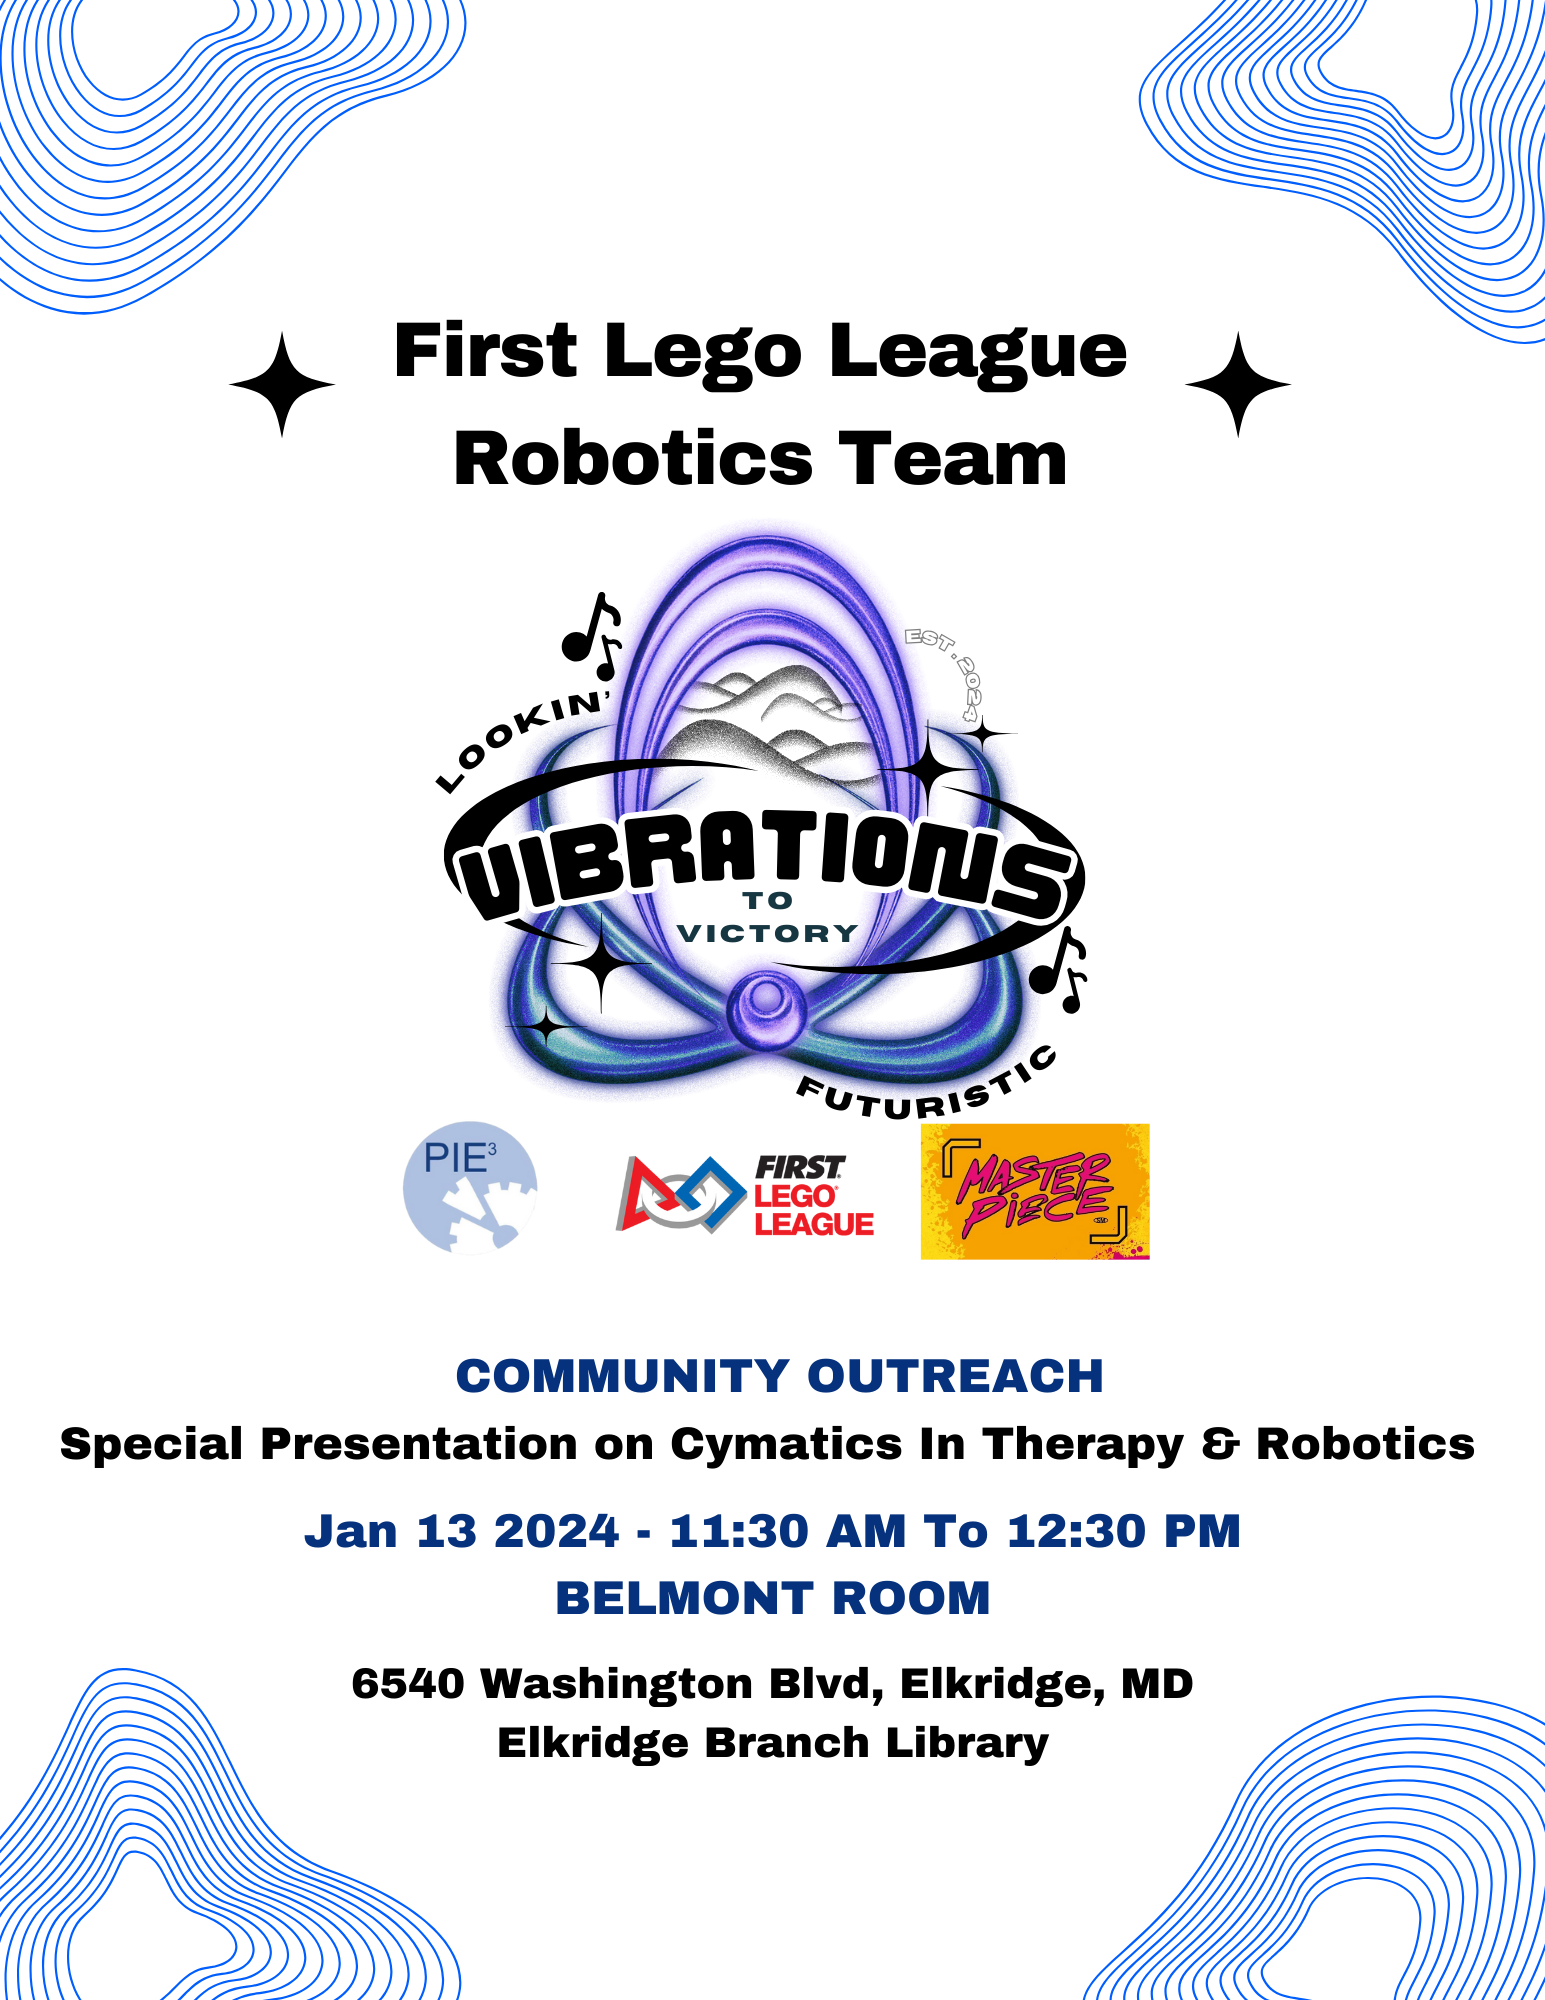 First Lego League
Robotics Team
EST. 2024
LOOKIN'
VIBRATIONS
TO
VICTORY
FUTURISTIC
PIE³
FIRST
LEGO
LEAGUE
MASTER
PIECE
COMMUNITY OUTREACH
Special Presentation on Cymatics In Therapy & Robotics
Jan 13 2024 - 11:30 AM To 12:30 PM
BELMONT ROOM
6540 Washington Blvd, Elkridge, MD
Elkridge Branch Library